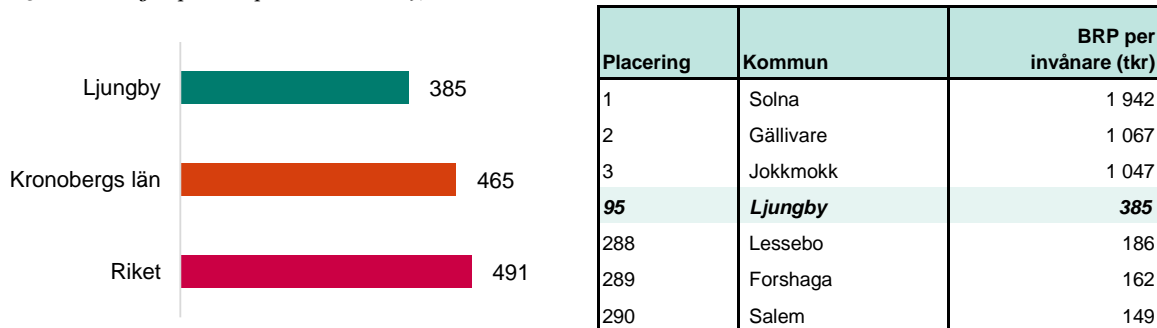 Ljungby 385
Kronobergs län 465
Riket 491
Placering Kommun BRP per invånare (tkr)
1 Solna 1 942
2 Gällivare 1 067
3 Jokkmokk 1 047
95 Ljungby 385
288 Lessebo 186
289 Forshaga 162
290 Salem 149